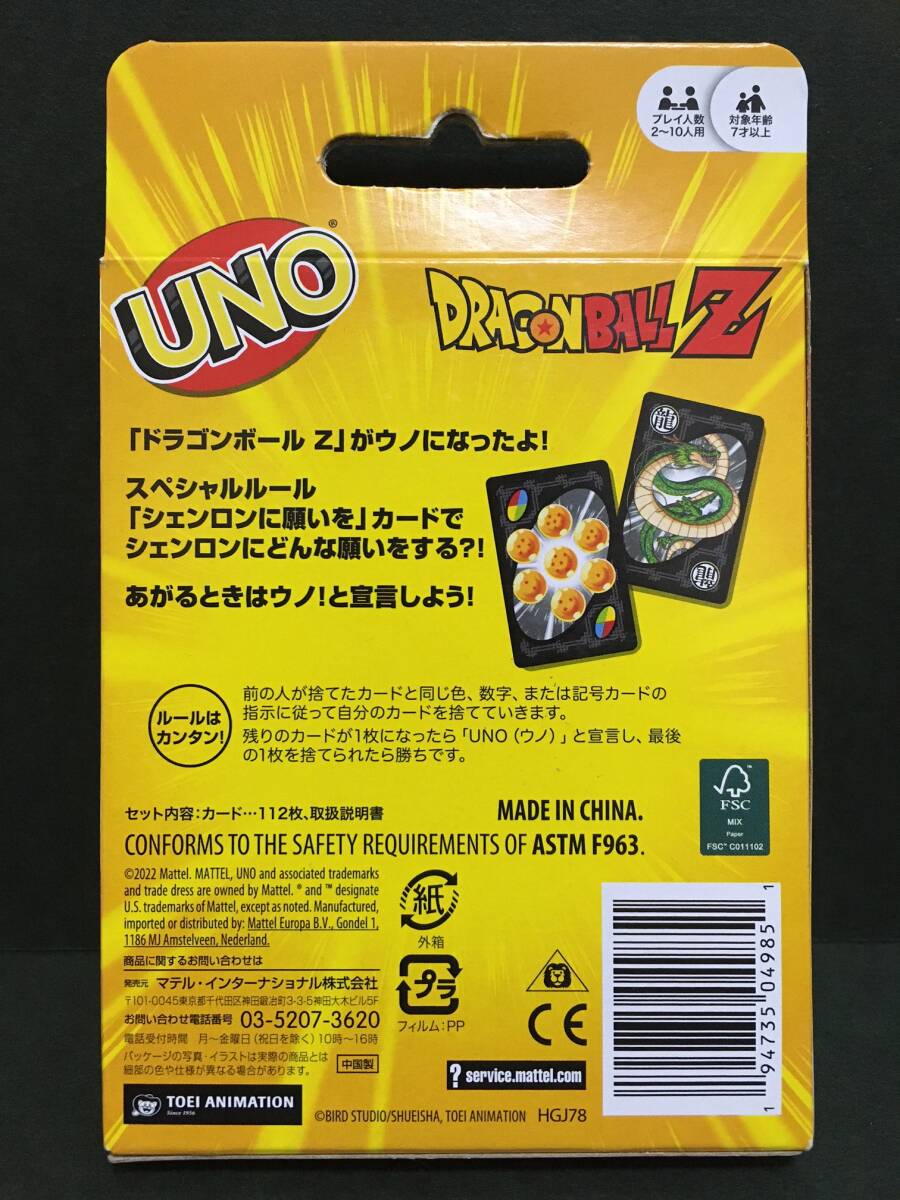 プレイ人数
2〜10人用
対象年齢
7才以上
UNO®
DRAGON BALL Z
「ドラゴンボール Z」がウノになったよ!
スペシャルルール
「シェンロンに願いを」カードで
シェンロンにどんな願いをする?!
あがるときはウノ!と宣言しよう!
龍
龍
ルールは
カンタン!
前の人が捨てたカードと同じ色、数字、または記号カードの
指示に従って自分のカードを捨てていきます。
残りのカードが1枚になったら「UNO(ウノ)」と宣言し、最後
の1枚を捨てられたら勝ちです。
セット内容:カード…112枚、取扱説明書
MADE IN CHINA.
CONFORMS TO THE SAFETY REQUIREMENTS OF ASTM F963.
FSC
MIX
Paper
FSC™ C011102
©2022 Mattel. MATTEL, UNO and associated trademarks
and trade dress are owned by Mattel. ® and ™ designate
U.S. trademarks of Mattel, except as noted. Manufactured,
imported or distributed by: Mattel Europa B.V., Gondel 1,
1186 MJ Amstelveen, Nederland.
商品に関するお問い合わせは
発売元 マテル・インターナショナル株式会社
〒101-0045東京都千代田区神田鍛冶町3-3-5神田大木ビル5F
お問い合わせ電話番号 03-5207-3620
電話受付時間 月〜金曜日(祝日を除く)10時〜16時
パッケージの写真・イラストは実際の商品とは
細部の色や仕様が異なる場合があります。
中国製
紙
外箱
プラ
フィルム:PP
CE
? service.mattel.com
1 94735 04985 1
TOEI ANIMATION
Since 1956
©BIRD STUDIO/SHUEISHA, TOEI ANIMATION HGJ78